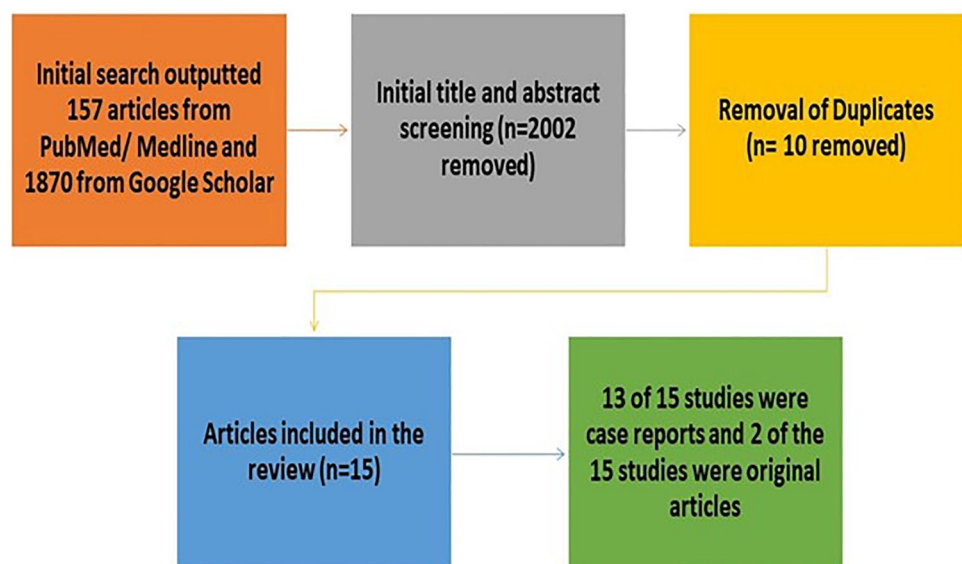 Initial search outputted
157 articles from
PubMed/ Medline and
1870 from Google Scholar
Initial title and abstract
screening (n=2002
removed)
Removal of Duplicates
(n= 10 removed)
Articles included in the
review (n=15)
13 of 15 studies were
case reports and 2 of the
15 studies were original
articles